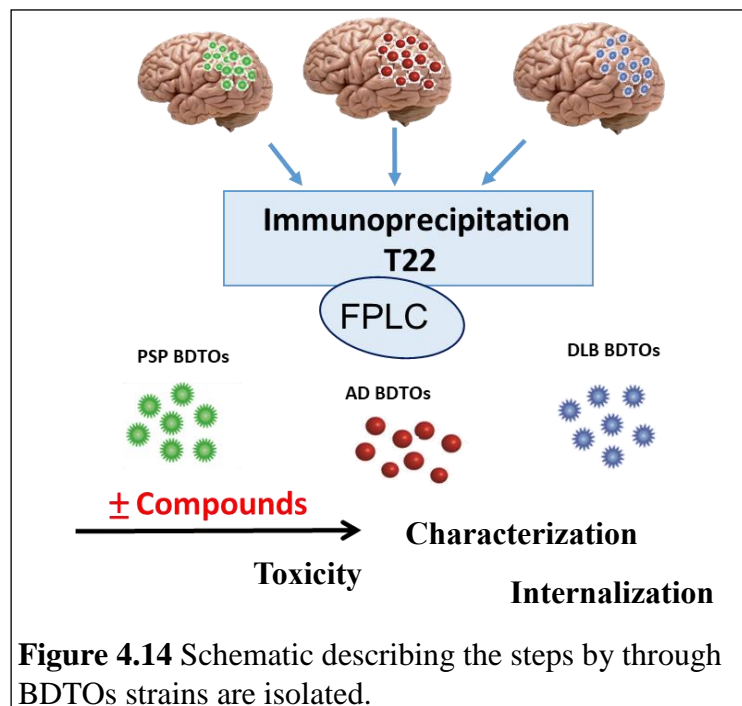 Immunoprecipitation
T22
FPLC
PSP BDTOs
DLB BDTOs
AD BDTOs
± Compounds
Characterization
Toxicity
Internalization
Figure 4.14 Schematic describing the steps by through
BDTOs strains are isolated.